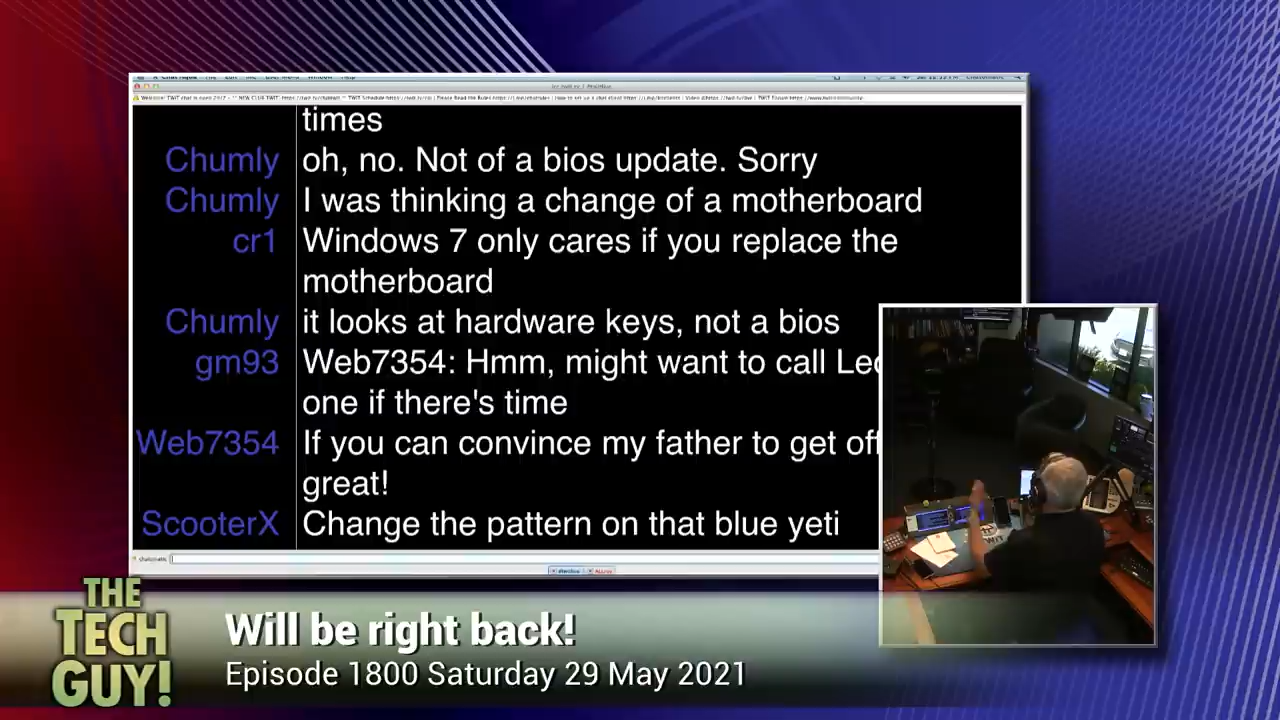 times
Chumly oh, no. Not of a bios update. Sorry
Chumly I was thinking a change of a motherboard
cr1 Windows 7 only cares if you replace the
motherboard
Chumly it looks at hardware keys, not a bios
gm93 Web7354: Hmm, might want to call
one if there's time
Web7354 If you can convince my father to get
great!
ScooterX Change the pattern on that blue yeti
THE
TECH
GUY!
Will be right back!
Episode 1800 Saturday 29 May 2021